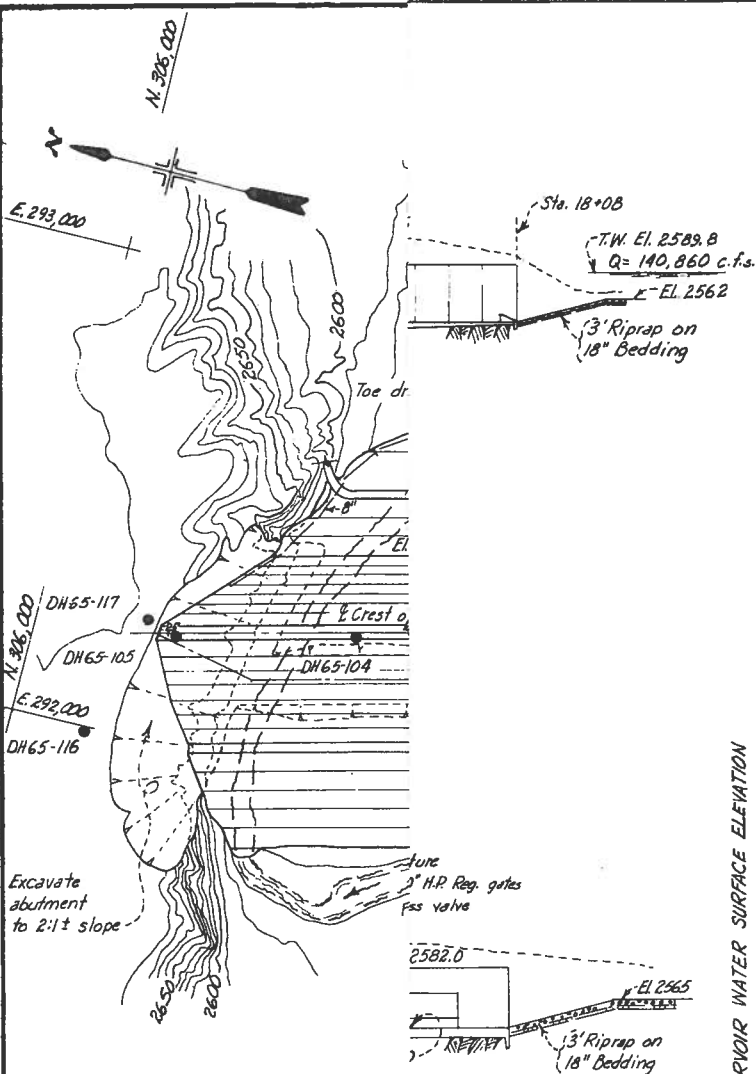 N. 306,000
N
E. 293,000
2600
2650
Toe dr
8"
El.
DH65-117
N. 306,000
DH65-105
℄ Crest o
DH65-104
E. 292,000
DH65-116
Excavate
abutment
to 2:1 ± slope
2650
2600
Sta. 18+08
T.W. El. 2589.8
Q= 140,860 c.f.s.
El. 2562
3' Riprap on
18" Bedding
ture
0" H.P. Reg. gates
ass valve
2582.0
El. 2565
3' Riprap on
18" Bedding
RVOIR WATER SURFACE ELEVATION